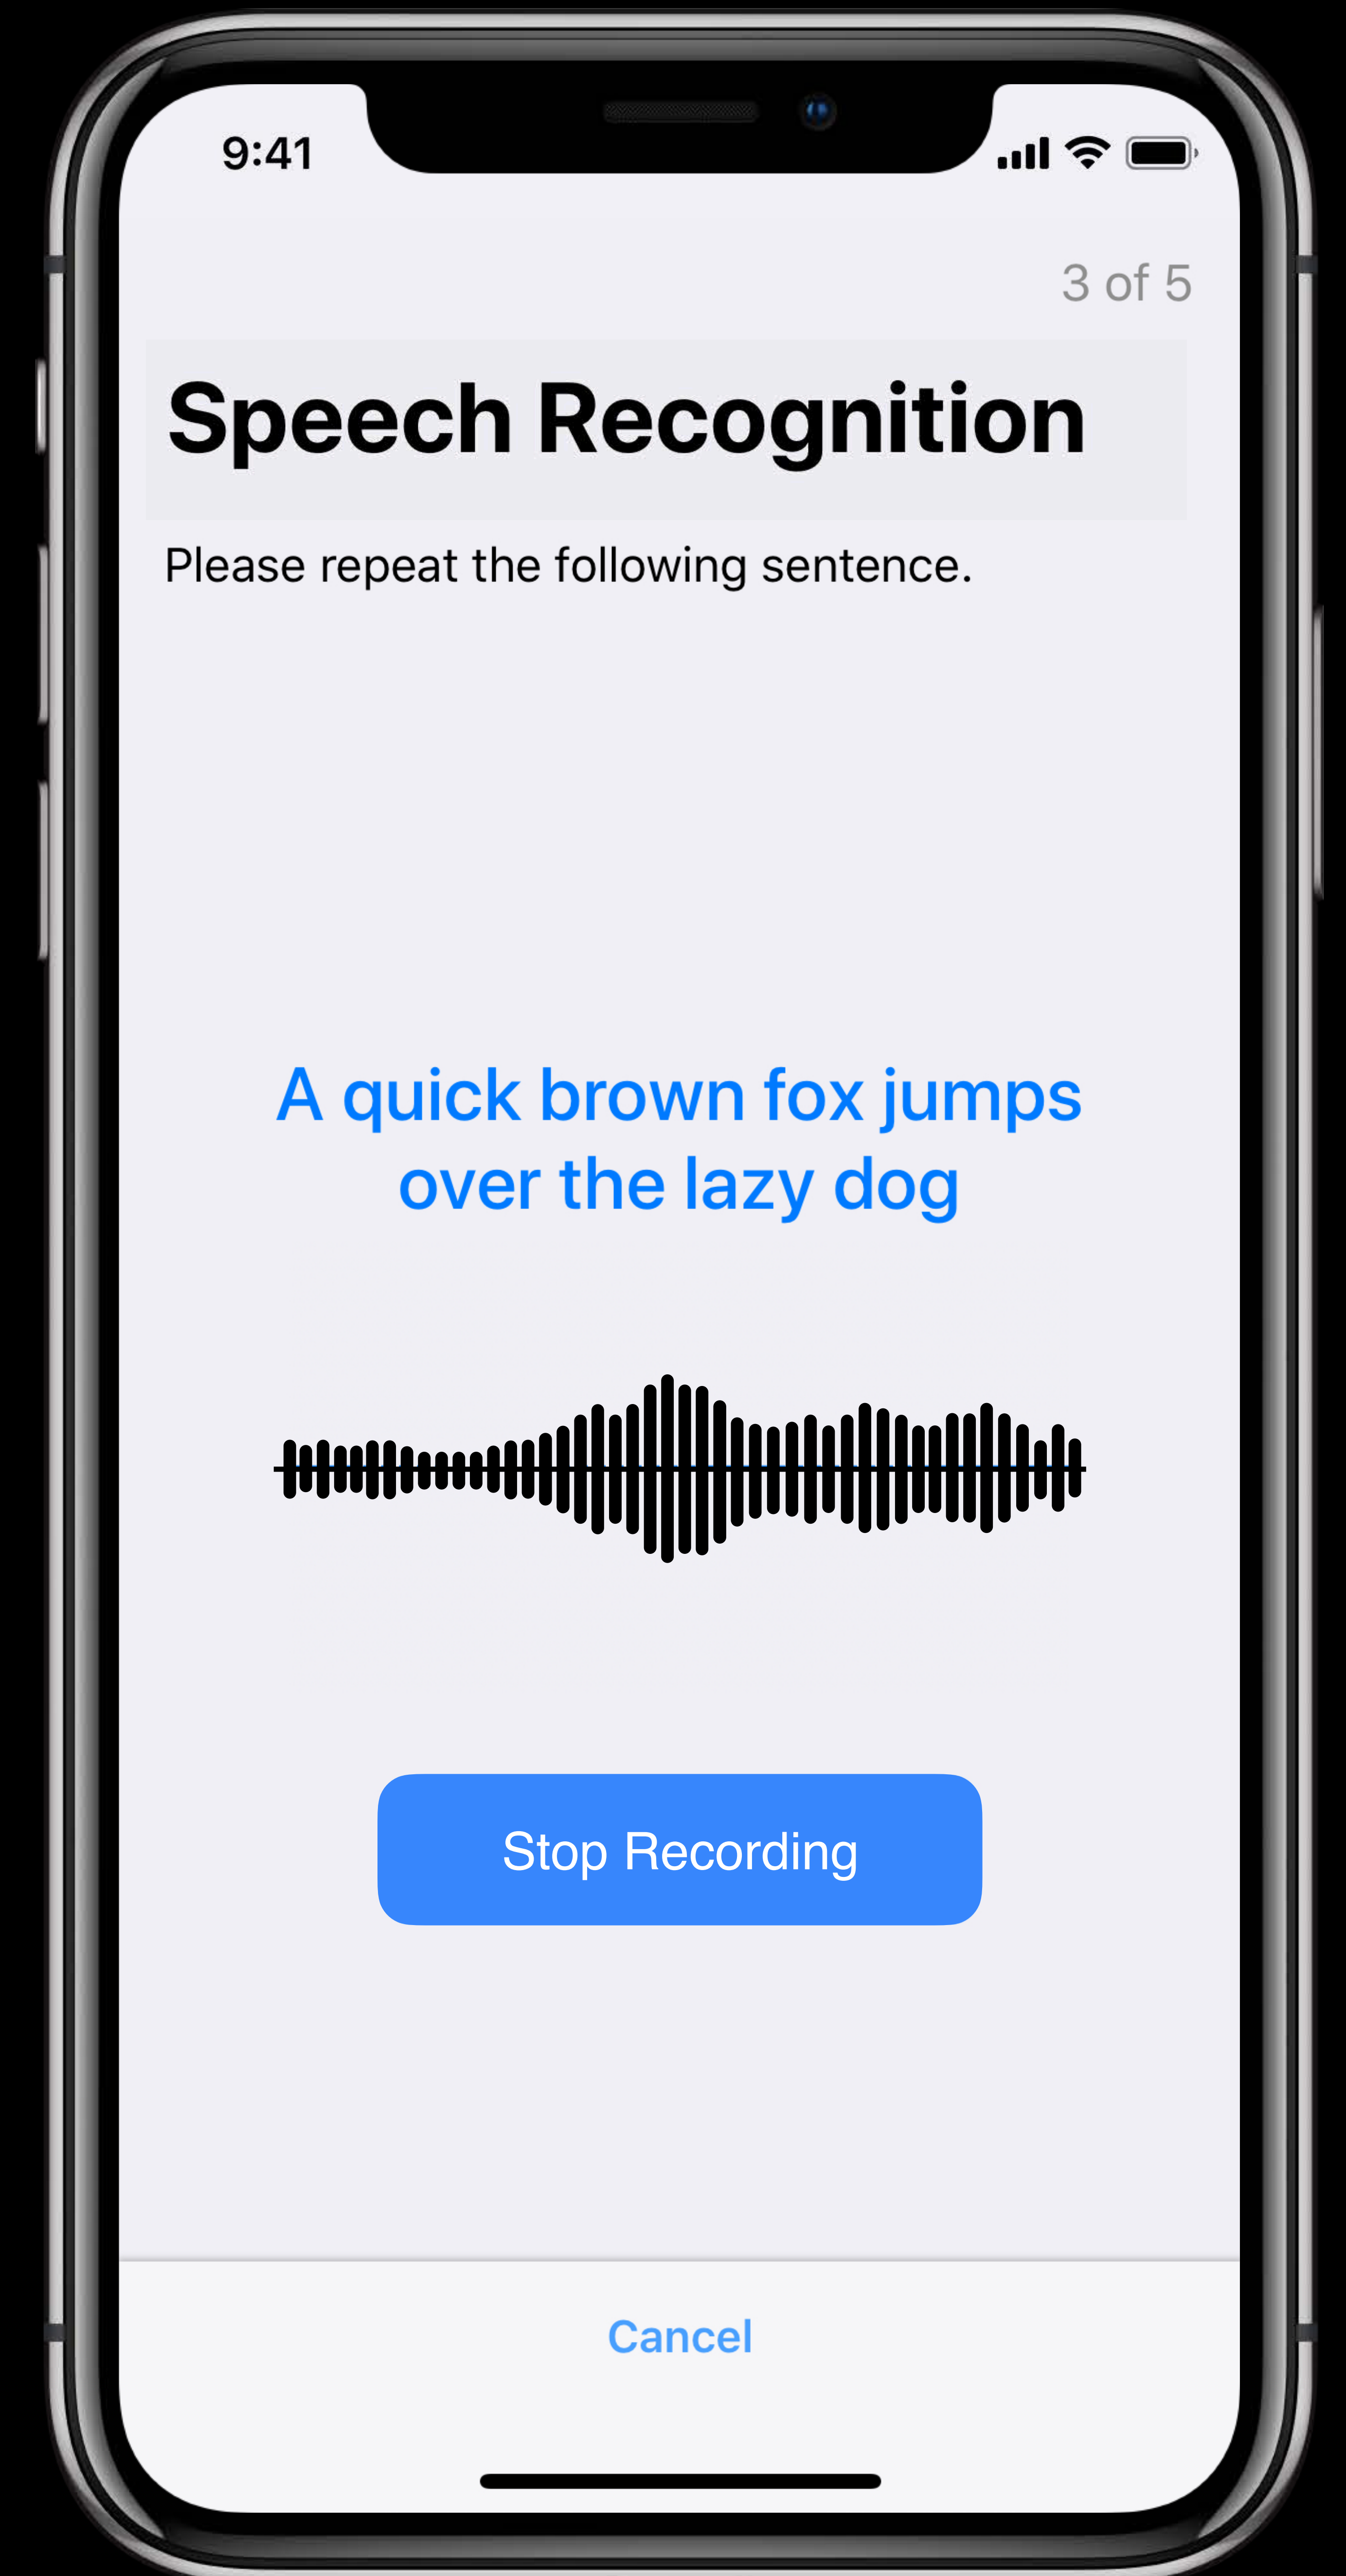 9:41
3 of 5
Speech Recognition
Please repeat the following sentence.
A quick brown fox jumps
over the lazy dog
Stop Recording
Cancel